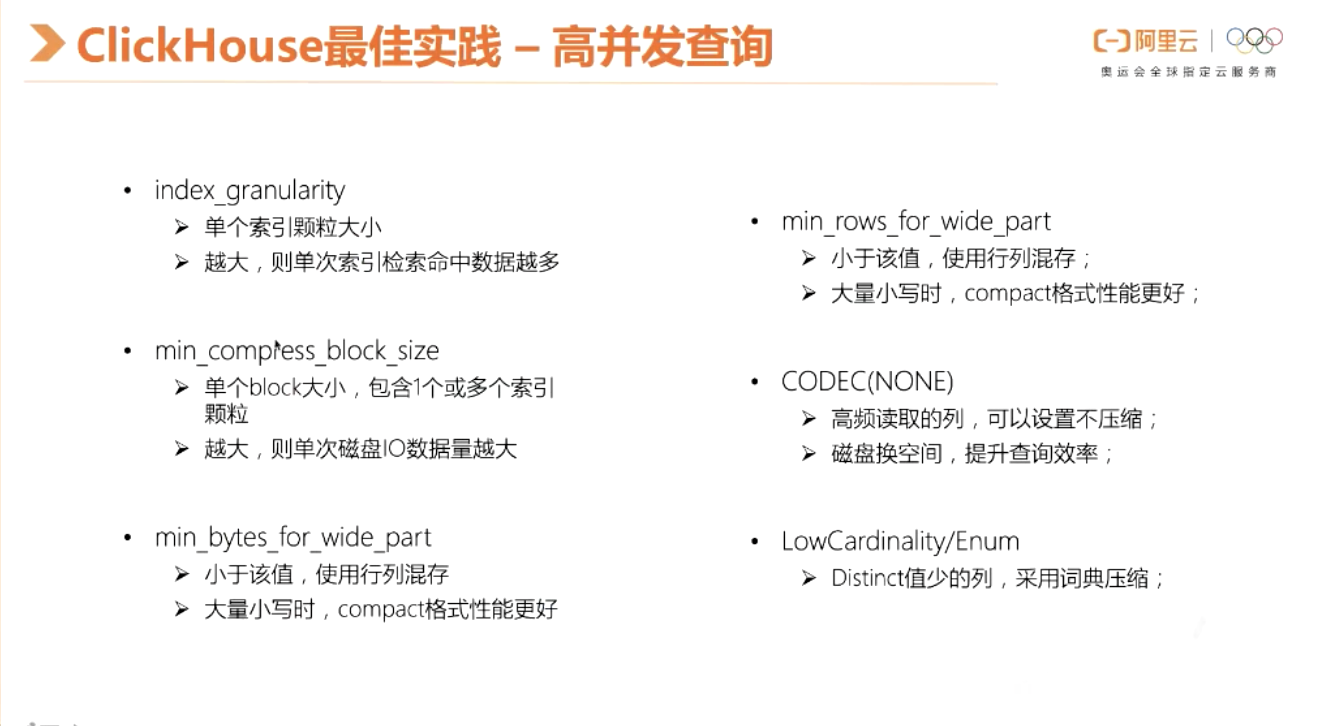 ClickHouse最佳实践 – 高并发查询
阿里云
奥运会全球指定云服务商
index_granularity
单个索引颗粒大小
越大，则单次索引检索命中数据越多
min_compress_block_size
单个block大小，包含1个或多个索引
颗粒
越大，则单次磁盘IO数据量越大
min_bytes_for_wide_part
小于该值，使用行列混存
大量小写时，compact格式性能更好
min_rows_for_wide_part
小于该值，使用行列混存；
大量小写时，compact格式性能更好；
CODEC(NONE)
高频读取的列，可以设置不压缩；
磁盘换空间，提升查询效率；
LowCardinality/Enum
Distinct值少的列，采用词典压缩；